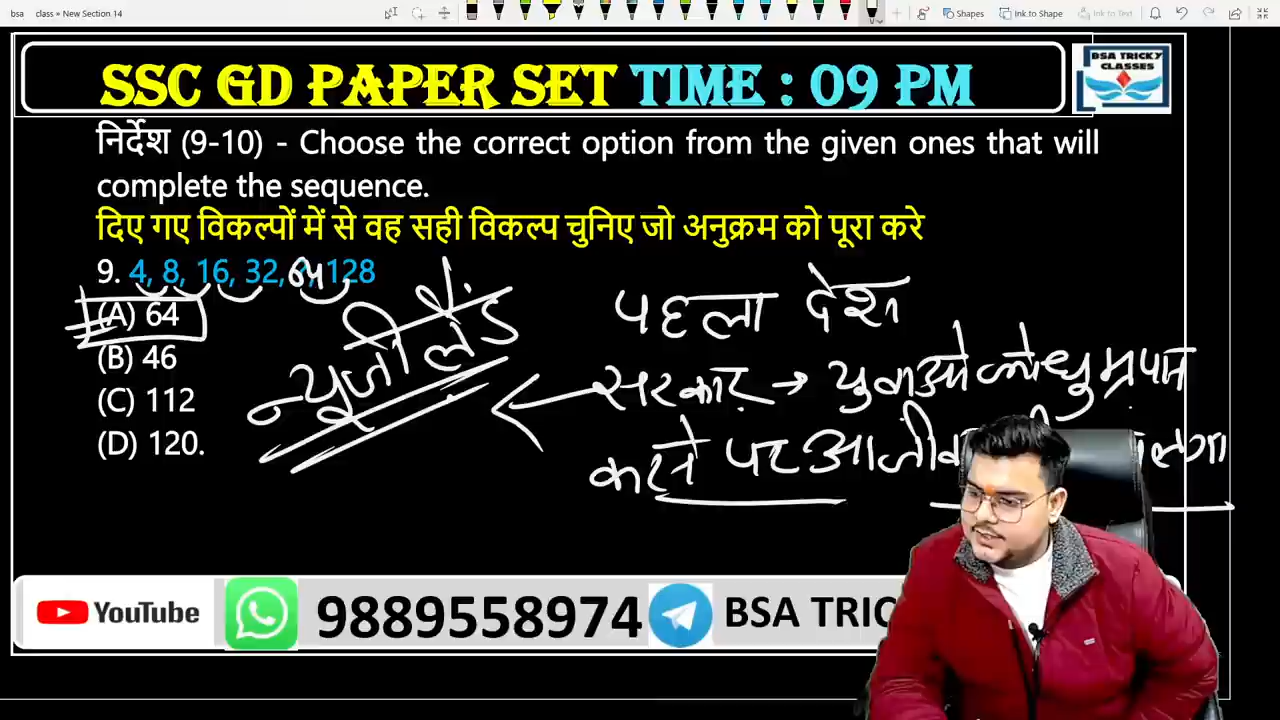 bsa class » New Section 14
Shapes Ink to Shape Ink to Text
SSC GD PAPER SET TIME : 09 PM
BSA TRICKY
CLASSES
निर्देश (9-10) - Choose the correct option from the given ones that will
complete the sequence.
दिए गए विकल्पों में से वह सही विकल्प चुनिए जो अनुक्रम को पूरा करे
9. 4, 8, 16, 32, 64, 128
(A) 64
(B) 46
(C) 112
(D) 120.
न्यूजीलैंड
पहला देश
सरकार → युवाओ को धुम्रपान
करने पर लगा
YouTube 9889558974 BSA TRIC